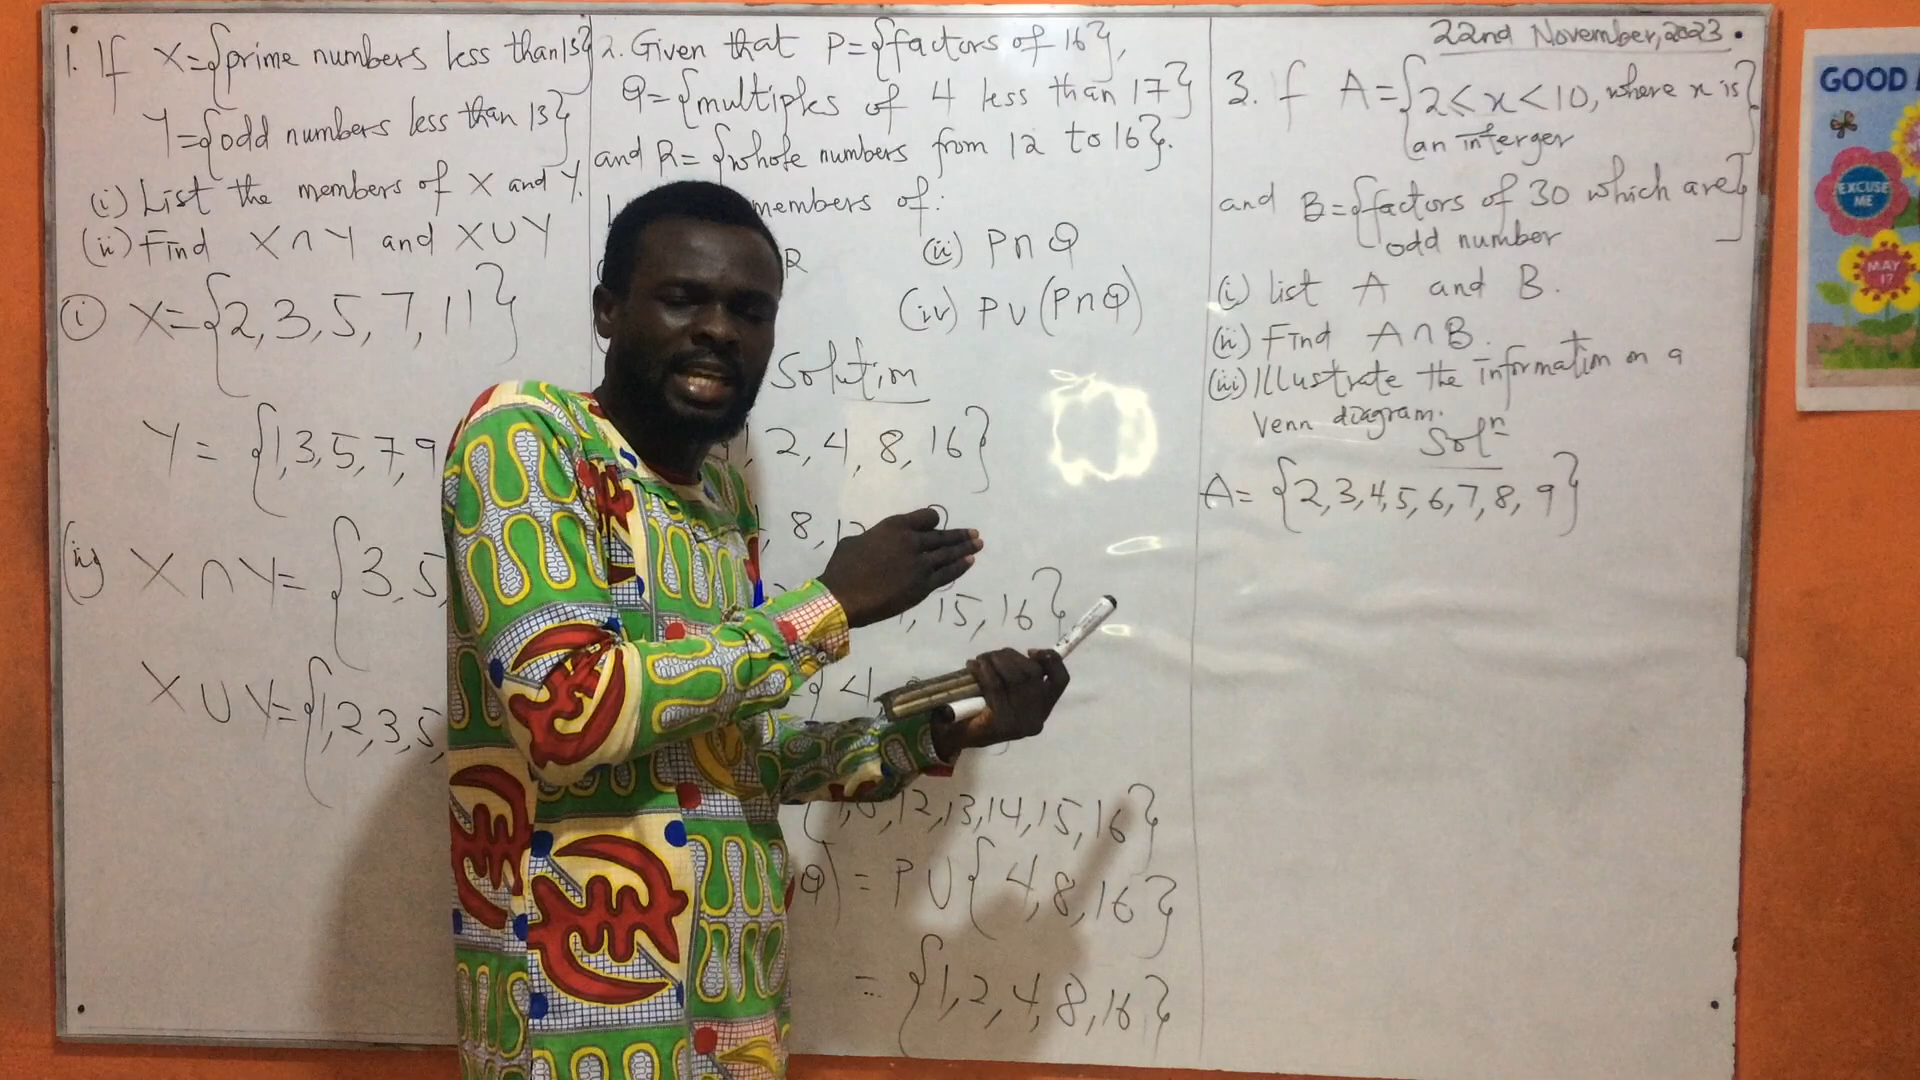 1. If X={prime numbers less than 13}
Y={odd numbers less than 13}
(i) List the members of X and Y.
(ii) Find X∩Y and X∪Y
(i) X={2,3,5,7,11}
Y = {1,3,5,7,9
(ii) X∩Y= {3,5,
X∪Y={1,2,3,5,
2. Given that P={factors of 16},
Q={multiples of 4 less than 17}
and R= {whole numbers from 12 to 16}.
members of:
R (ii) P∩Q
(iv) P∪(P∩Q)
Solution
1, 2, 4, 8, 16}
, 8, 12 }
, 15, 16}
{4,
,12,13,14,15,16}
Q) = P∪{4,8,16}
= {1,2,4,8,16}
22nd November,2023.
3. If A={2<x<10, where x is}
an interger
and B={factors of 30 which are}
odd number
(i) list A and B.
(ii) Find A∩B.
(iii) Illustrate the information on a
Venn diagram.
Solⁿ
A= {2,3,4,5,6,7,8,9}
GOOD
EXCUSE
ME
MAY
I?